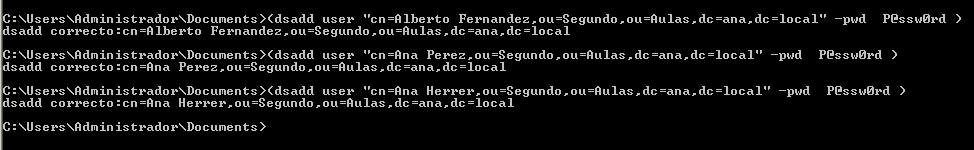 C:\Users\Administrador\Documents>(dsadd user "cn=Alberto Fernandez,ou=Segundo,ou=Aulas,dc=ana,dc=local" -pwd  P@ssw0rd )
dsadd correcto:cn=Alberto Fernandez,ou=Segundo,ou=Aulas,dc=ana,dc=local
C:\Users\Administrador\Documents>(dsadd user "cn=Ana Perez,ou=Segundo,ou=Aulas,dc=ana,dc=local" -pwd  P@ssw0rd )
dsadd correcto:cn=Ana Perez,ou=Segundo,ou=Aulas,dc=ana,dc=local
C:\Users\Administrador\Documents>(dsadd user "cn=Ana Herrer,ou=Segundo,ou=Aulas,dc=ana,dc=local" -pwd  P@ssw0rd )
dsadd correcto:cn=Ana Herrer,ou=Segundo,ou=Aulas,dc=ana,dc=local
C:\Users\Administrador\Documents>